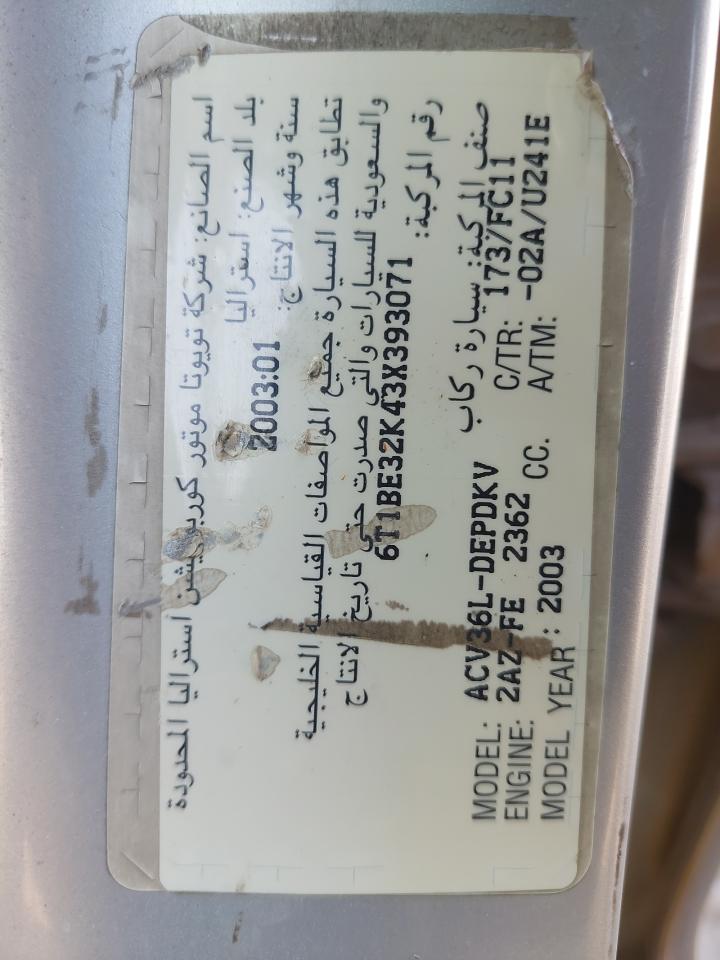 اسم الصانع: شركة تويوتا موتور كوربوريشن استراليا المحدودة
بلد الصنع: استراليا
سنة وشهر الانتاج: 2003:01
تطابق هذه السيارة جميع المواصفات القياسية الخليجية
والسعودية للسيارات والتي صدرت حتى تاريخ الانتاج
رقم المركبة: 6T1BE32K43X393071
صنف المركبة: سيارة ركاب
MODEL: ACV36L-DEPDKV C/TR: 173/FC11
ENGINE: 2AZ-FE 2362 CC. A/TM: -02A/U241E
MODEL YEAR: 2003